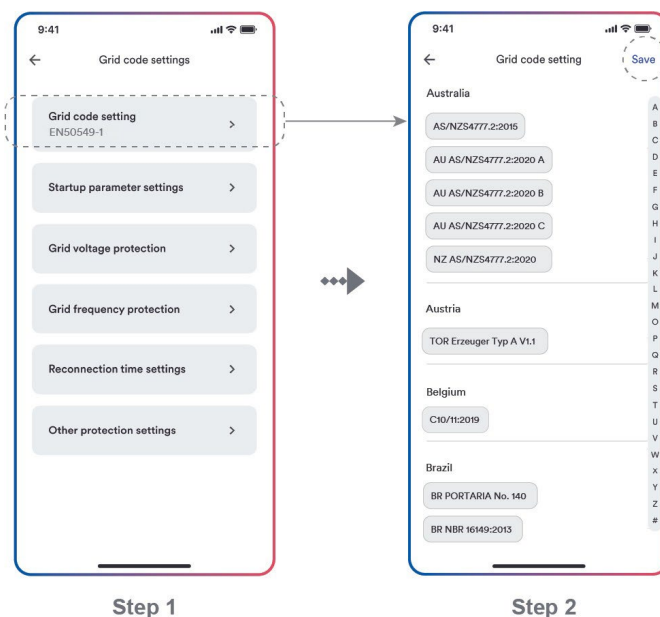 9:41
Grid code settings
Grid code setting
EN50549-1
Startup parameter settings
Grid voltage protection
Grid frequency protection
Reconnection time settings
Other protection settings
Step 1
9:41
Grid code setting
Save
Australia
AS/NZS4777.2:2015
AU AS/NZS4777.2:2020 A
AU AS/NZS4777.2:2020 B
AU AS/NZS4777.2:2020 C
NZ AS/NZS4777.2:2020
Austria
TOR Erzeuger Typ A V1.1
Belgium
C10/11:2019
Brazil
BR PORTARIA No. 140
BR NBR 16149:2013
A
B
C
D
E
F
G
H
I
J
K
L
M
O
P
Q
R
S
T
U
V
W
X
Y
Z
#
Step 2